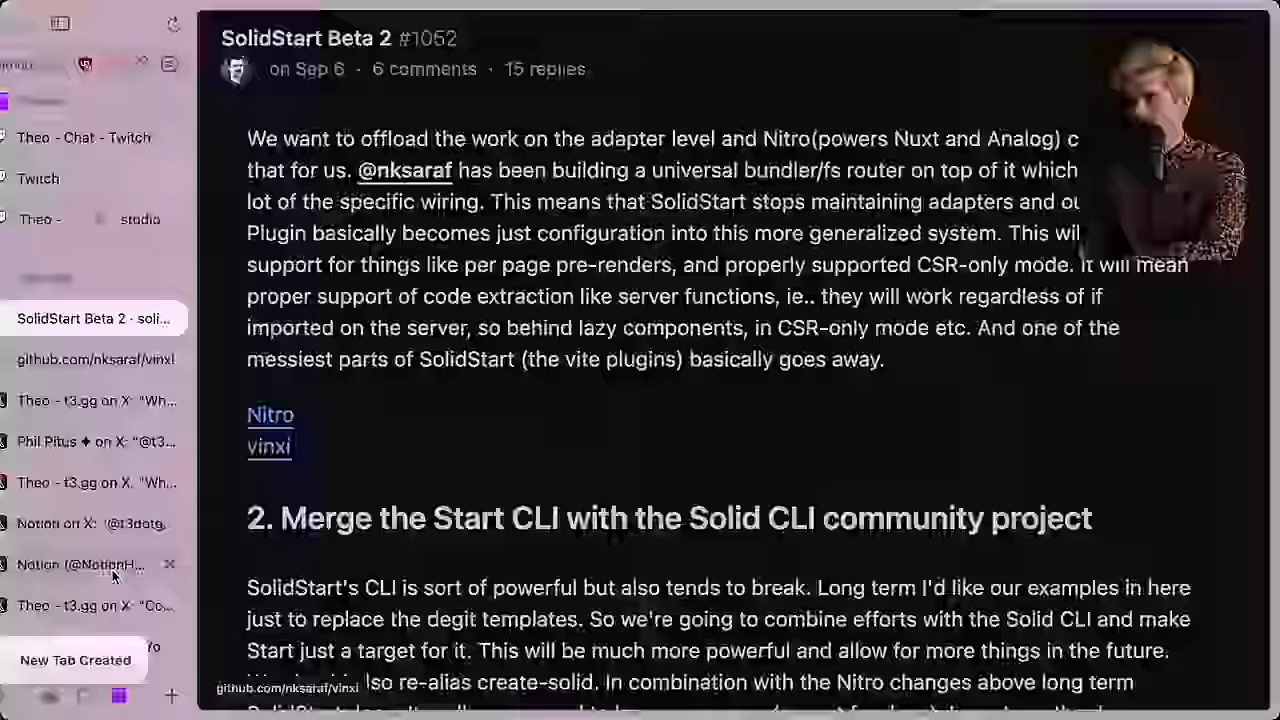 SolidStart Beta 2 #1052
on Sep 6 · 6 comments · 15 replies
Theo - Chat - Twitch
Twitch
Theo - studio
SolidStart Beta 2 · soli...
github.com/nksaraf/vinxi
Theo - t3.gg on X: "Wh...
Phil Pitus ✦ on X: "@t3...
Theo - t3.gg on X: "Wh...
Notion on X: "@t3dotg...
Notion (@NotionH...
Theo - t3.gg on X: "Co...
New Tab Created
We want to offload the work on the adapter level and Nitro(powers Nuxt and Analog) c
that for us. @nksaraf has been building a universal bundler/fs router on top of it which
lot of the specific wiring. This means that SolidStart stops maintaining adapters and ou
Plugin basically becomes just configuration into this more generalized system. This wil
support for things like per page pre-renders, and properly supported CSR-only mode. It will mean
proper support of code extraction like server functions, ie.. they will work regardless of if
imported on the server, so behind lazy components, in CSR-only mode etc. And one of the
messiest parts of SolidStart (the vite plugins) basically goes away.
Nitro
vinxi
2. Merge the Start CLI with the Solid CLI community project
SolidStart's CLI is sort of powerful but also tends to break. Long term I'd like our examples in here
just to replace the degit templates. So we're going to combine efforts with the Solid CLI and make
Start just a target for it. This will be much more powerful and allow for more things in the future.
lso re-alias create-solid. In combination with the Nitro changes above long term
github.com/nksaraf/vinxi